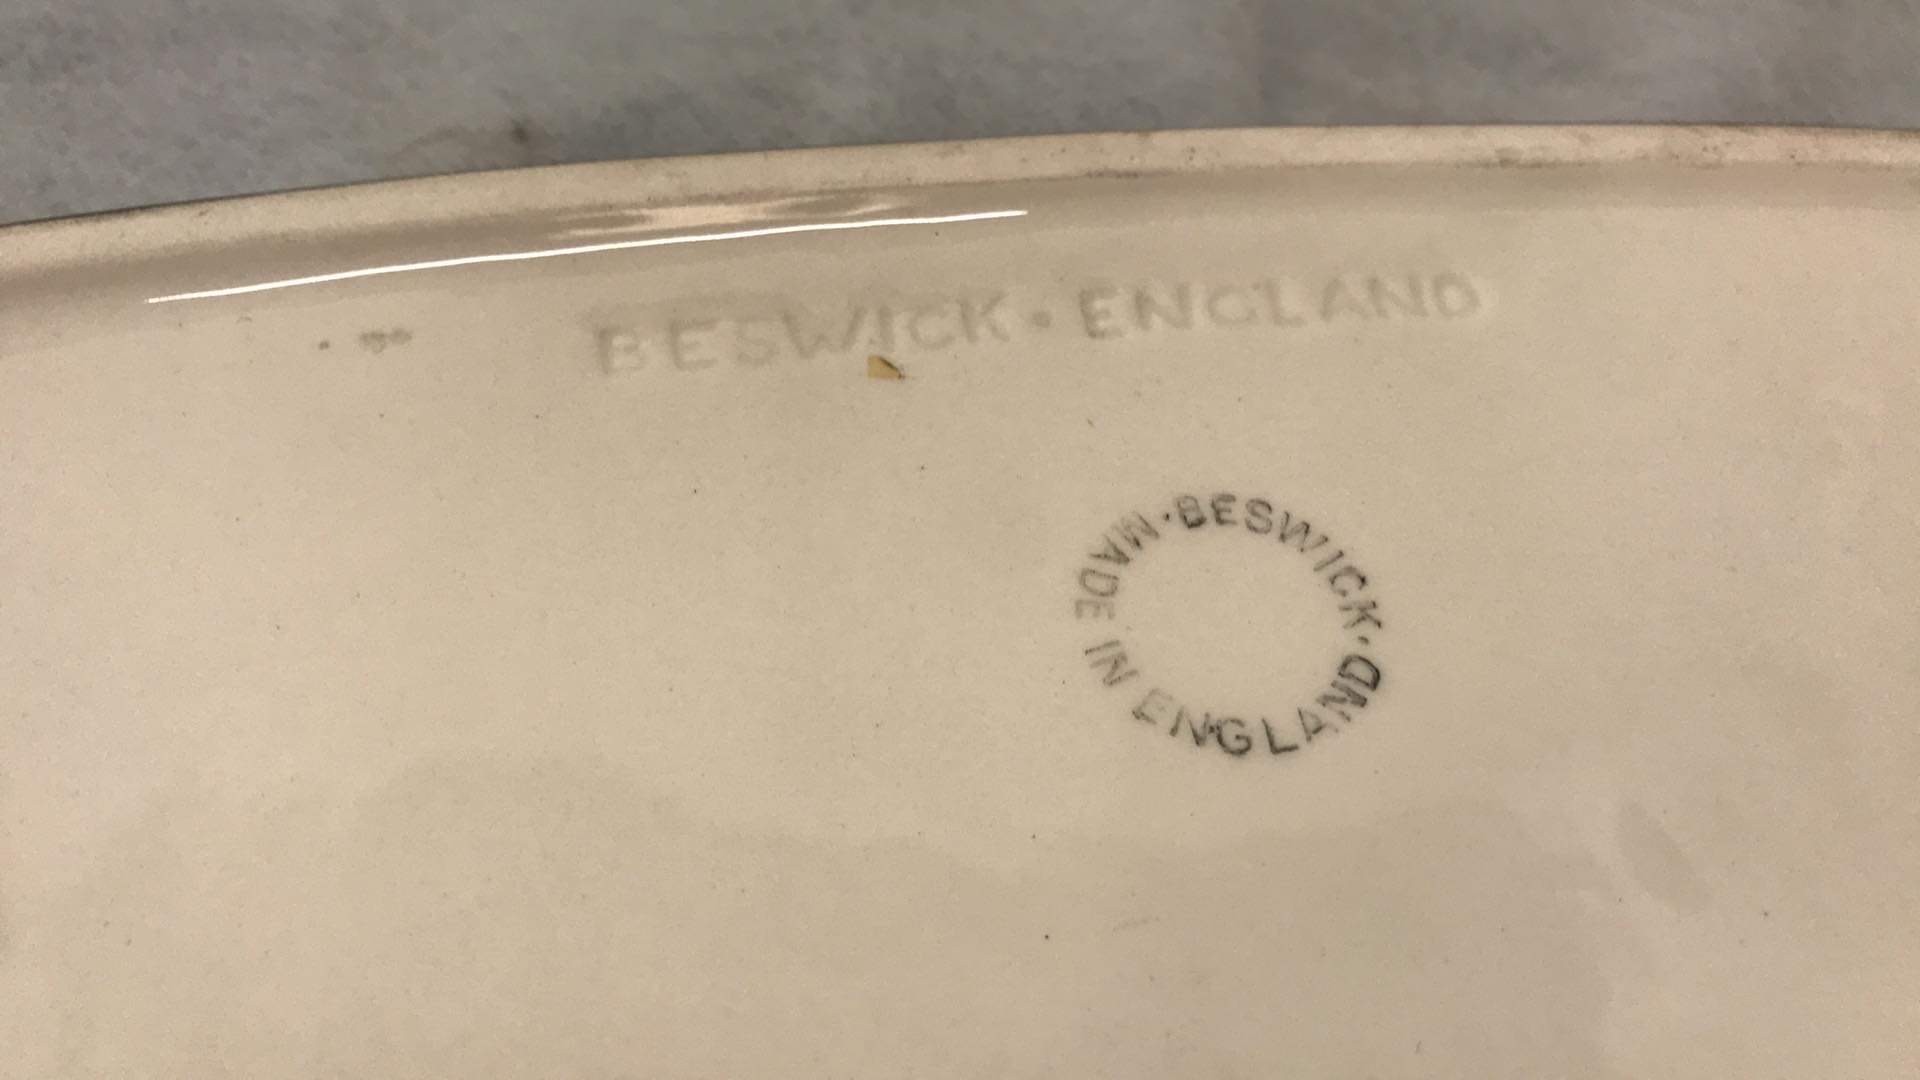 BESWICK · ENGLAND
· BESWICK ·
MADE IN ENGLAND